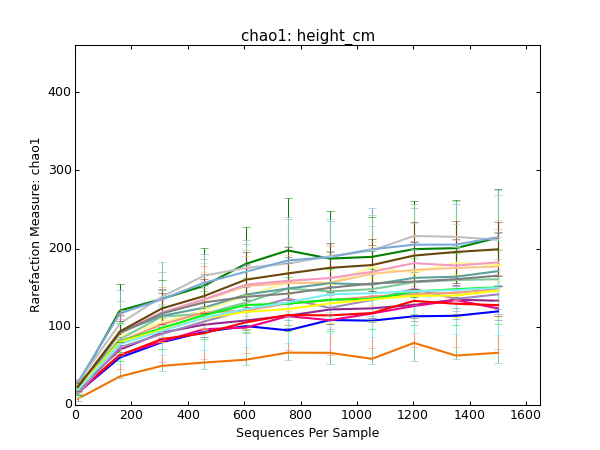 chao1: height_cm
Rarefaction Measure: chao1
400
300
200
100
0
0 200 400 600 800 1000 1200 1400 1600
Sequences Per Sample